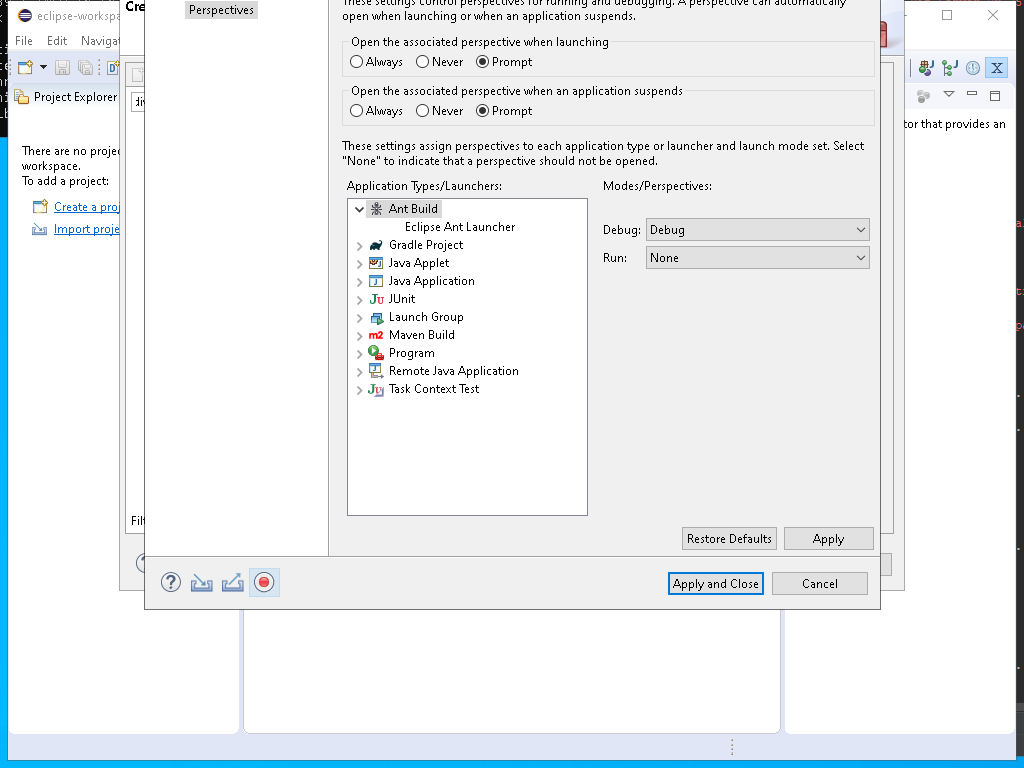 Perspectives
These settings control perspectives for running and debugging. A perspective can automatically
open when launching or when an application suspends.
Open the associated perspective when launching
Always Never Prompt
Open the associated perspective when an application suspends
Always Never Prompt
These settings assign perspectives to each application type or launcher and launch mode set. Select
"None" to indicate that a perspective should not be opened.
Application Types/Launchers:
Modes/Perspectives:
Ant Build
Eclipse Ant Launcher
Gradle Project
Java Applet
Java Application
JUnit
Launch Group
Maven Build
Program
Remote Java Application
Task Context Test
Debug: Debug
Run: None
Restore Defaults
Apply
Apply and Close
Cancel
eclipse-workspa
Cre
File Edit Navigat
Project Explorer
There are no proje
workspace.
To add a project:
Create a proj
Import proje
Filt
tor that provides an